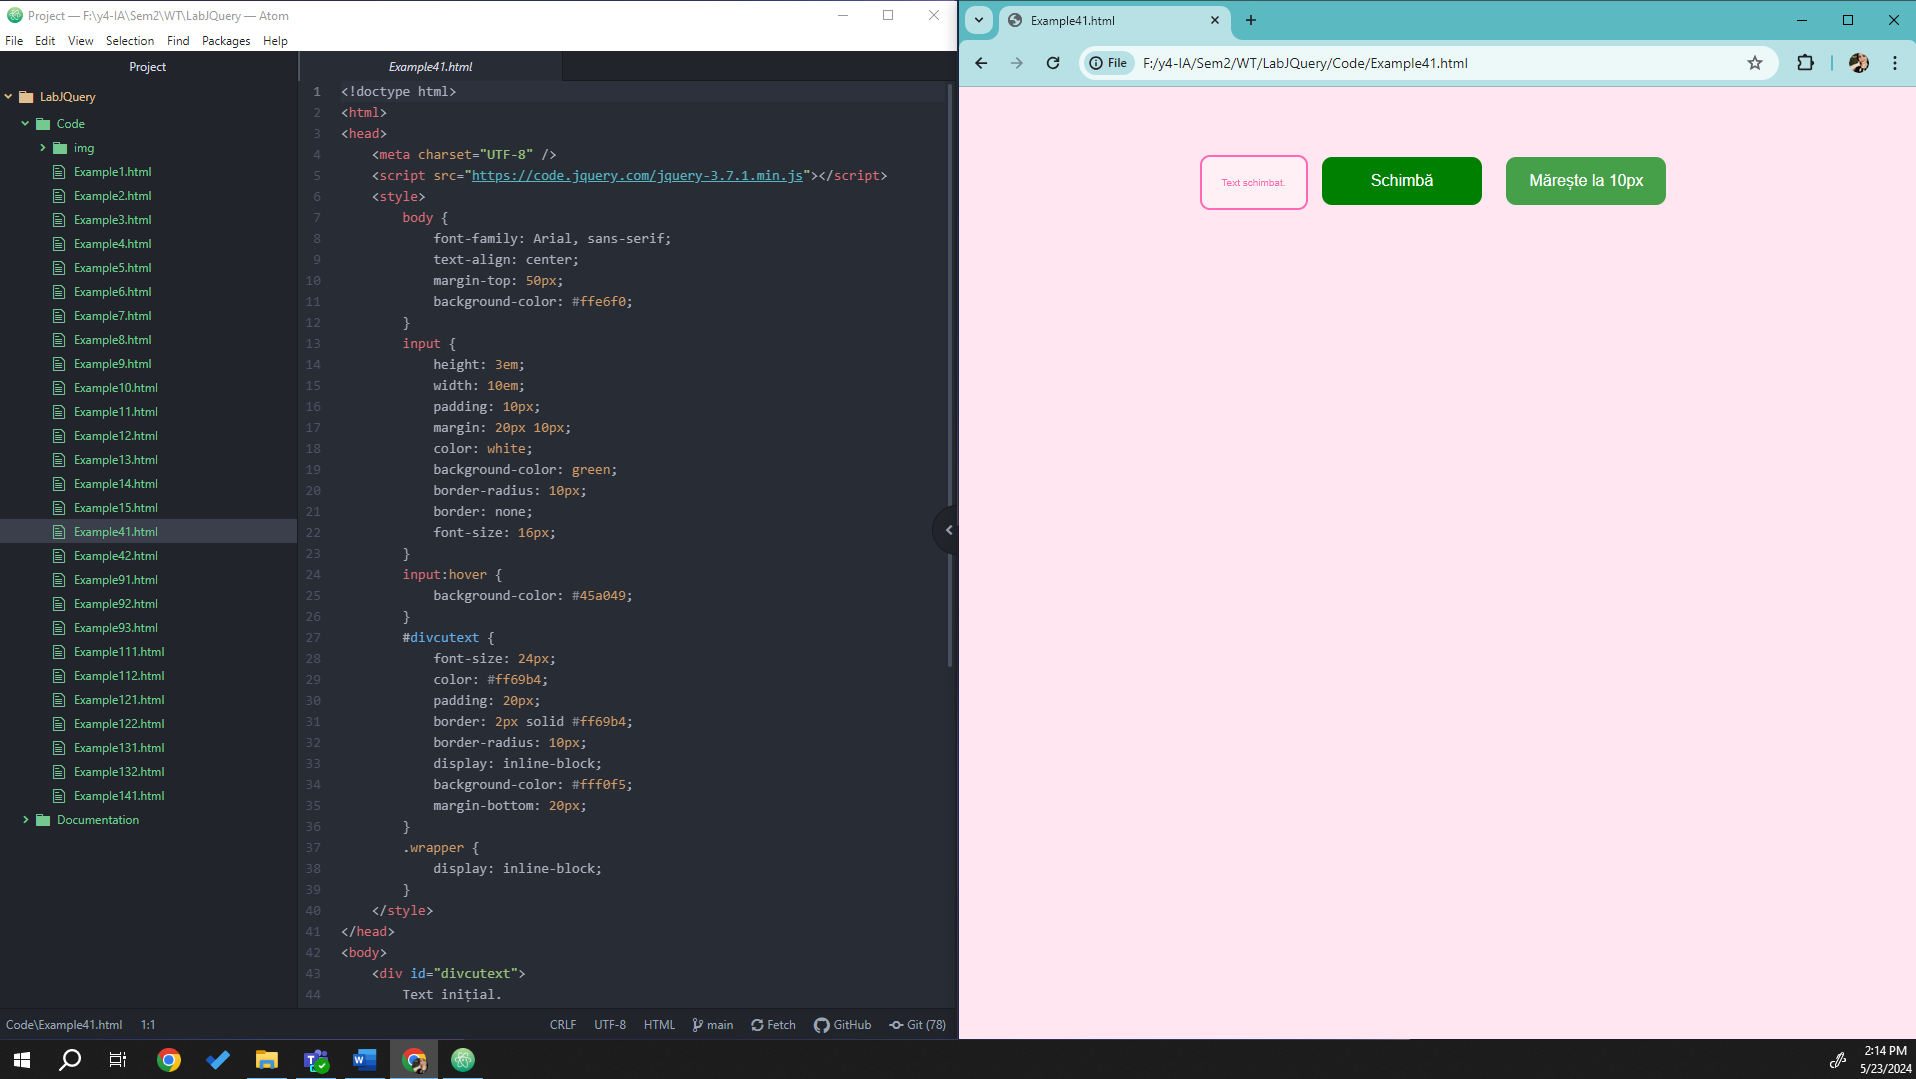 Project — F:\y4-IA\Sem2\WT\LabJQuery — Atom
File Edit View Selection Find Packages Help
Project
LabJQuery
Code
img
Example1.html
Example2.html
Example3.html
Example4.html
Example5.html
Example6.html
Example7.html
Example8.html
Example9.html
Example10.html
Example11.html
Example12.html
Example13.html
Example14.html
Example15.html
Example41.html
Example42.html
Example91.html
Example92.html
Example93.html
Example111.html
Example112.html
Example121.html
Example122.html
Example131.html
Example132.html
Example141.html
Documentation
Example41.html
1 <!doctype html>
2 <html>
3 <head>
4 <meta charset="UTF-8" />
5 <script src="https://code.jquery.com/jquery-3.7.1.min.js"></script>
6 <style>
7 body {
8 font-family: Arial, sans-serif;
9 text-align: center;
10 margin-top: 50px;
11 background-color: #ffe6f0;
12 }
13 input {
14 height: 3em;
15 width: 10em;
16 padding: 10px;
17 margin: 20px 10px;
18 color: white;
19 background-color: green;
20 border-radius: 10px;
21 border: none;
22 font-size: 16px;
23 }
24 input:hover {
25 background-color: #45a049;
26 }
27 #divcutext {
28 font-size: 24px;
29 color: #ff69b4;
30 padding: 20px;
31 border: 2px solid #ff69b4;
32 border-radius: 10px;
33 display: inline-block;
34 background-color: #fff0f5;
35 margin-bottom: 20px;
36 }
37 .wrapper {
38 display: inline-block;
39 }
40 </style>
41 </head>
42 <body>
43 <div id="divcutext">
44 Text inițial.
Code\Example41.html 1:1 CRLF UTF-8 HTML main Fetch GitHub Git (78)
Example41.html
File F:/y4-IA/Sem2/WT/LabJQuery/Code/Example41.html
Text schimbat. Schimbă Mărește la 10px
2:14 PM
5/23/2024